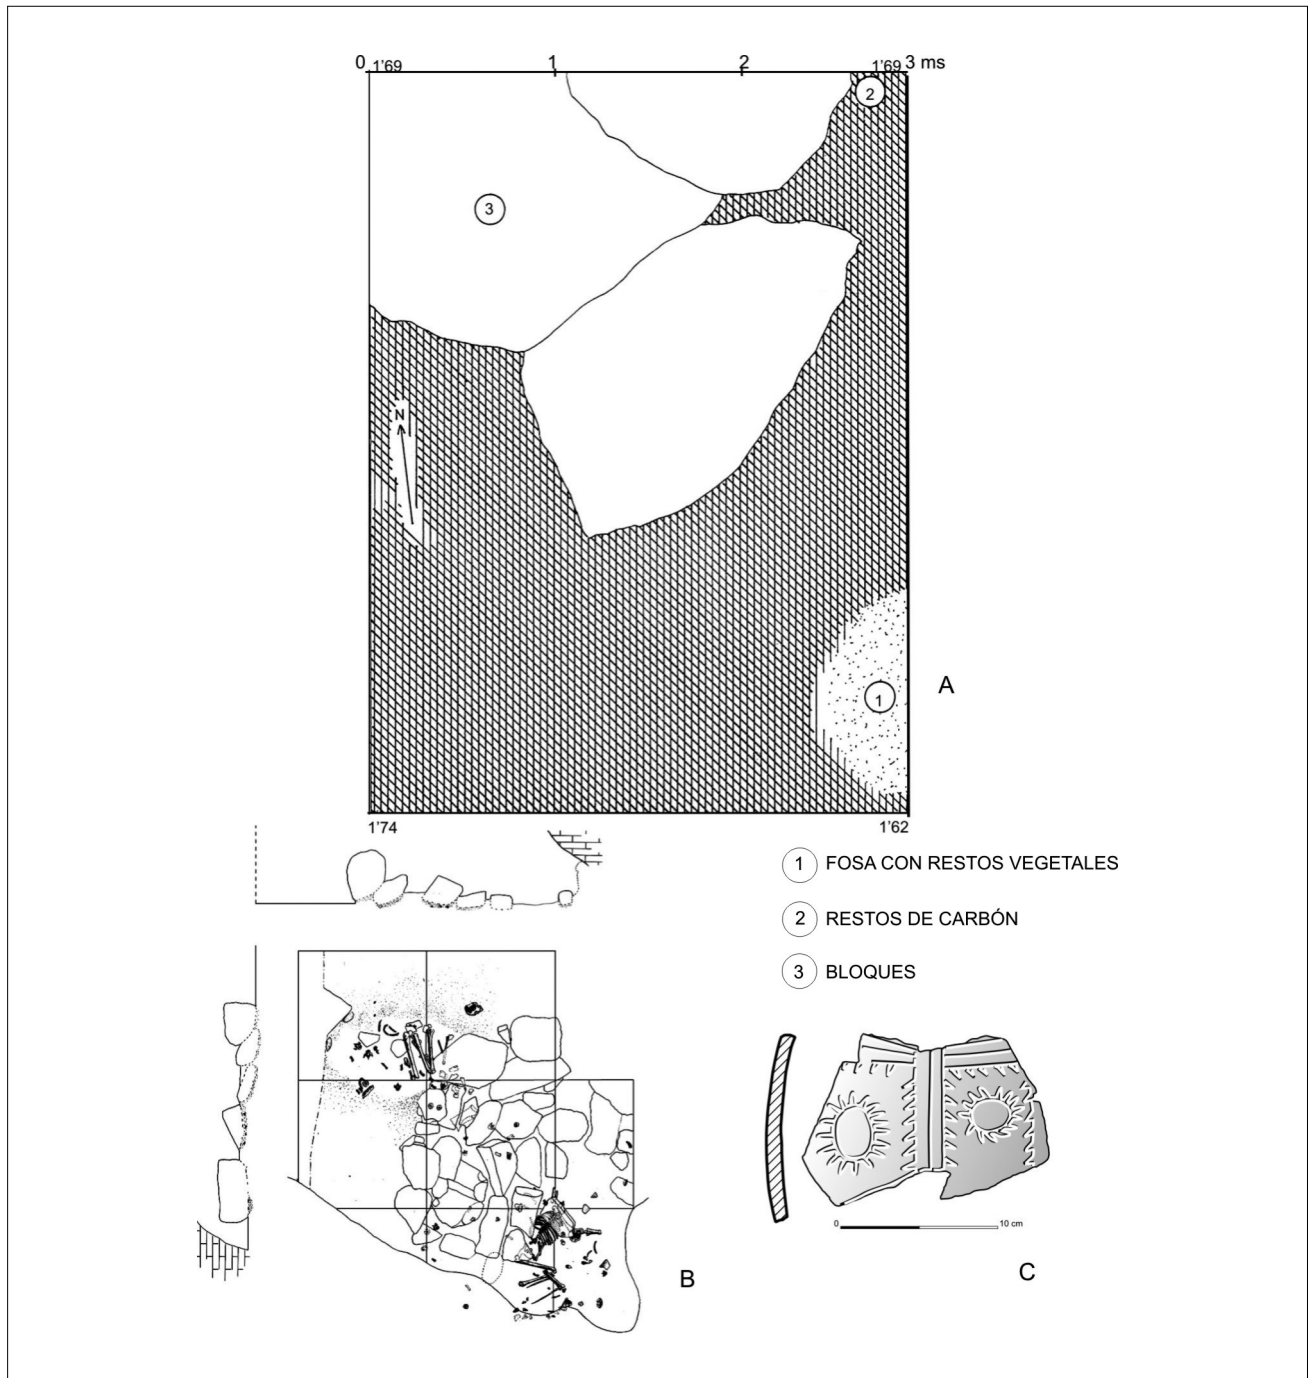 0 1 2 3 ms
1'69 1'69
2
3
N
1
A
1'74 1'62
1 FOSA CON RESTOS VEGETALES
2 RESTOS DE CARBÓN
3 BLOQUES
0 10 cm
B
C